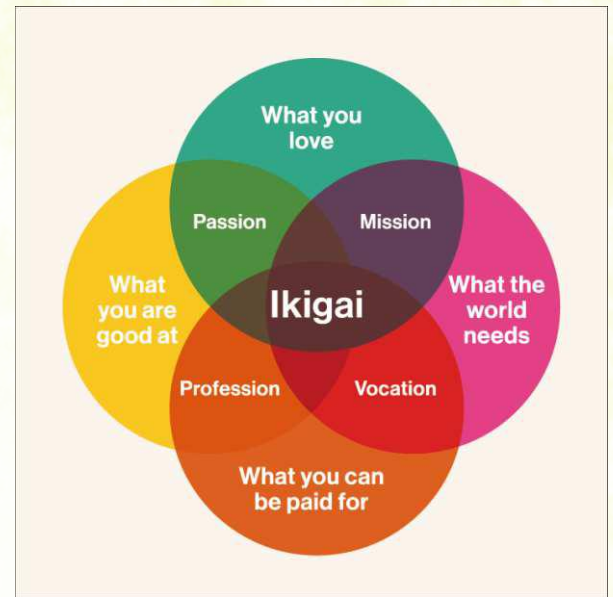 What you
love
Passion
Mission
What
you are
good at
Ikigai
What the
world
needs
Profession
Vocation
What you can
be paid for